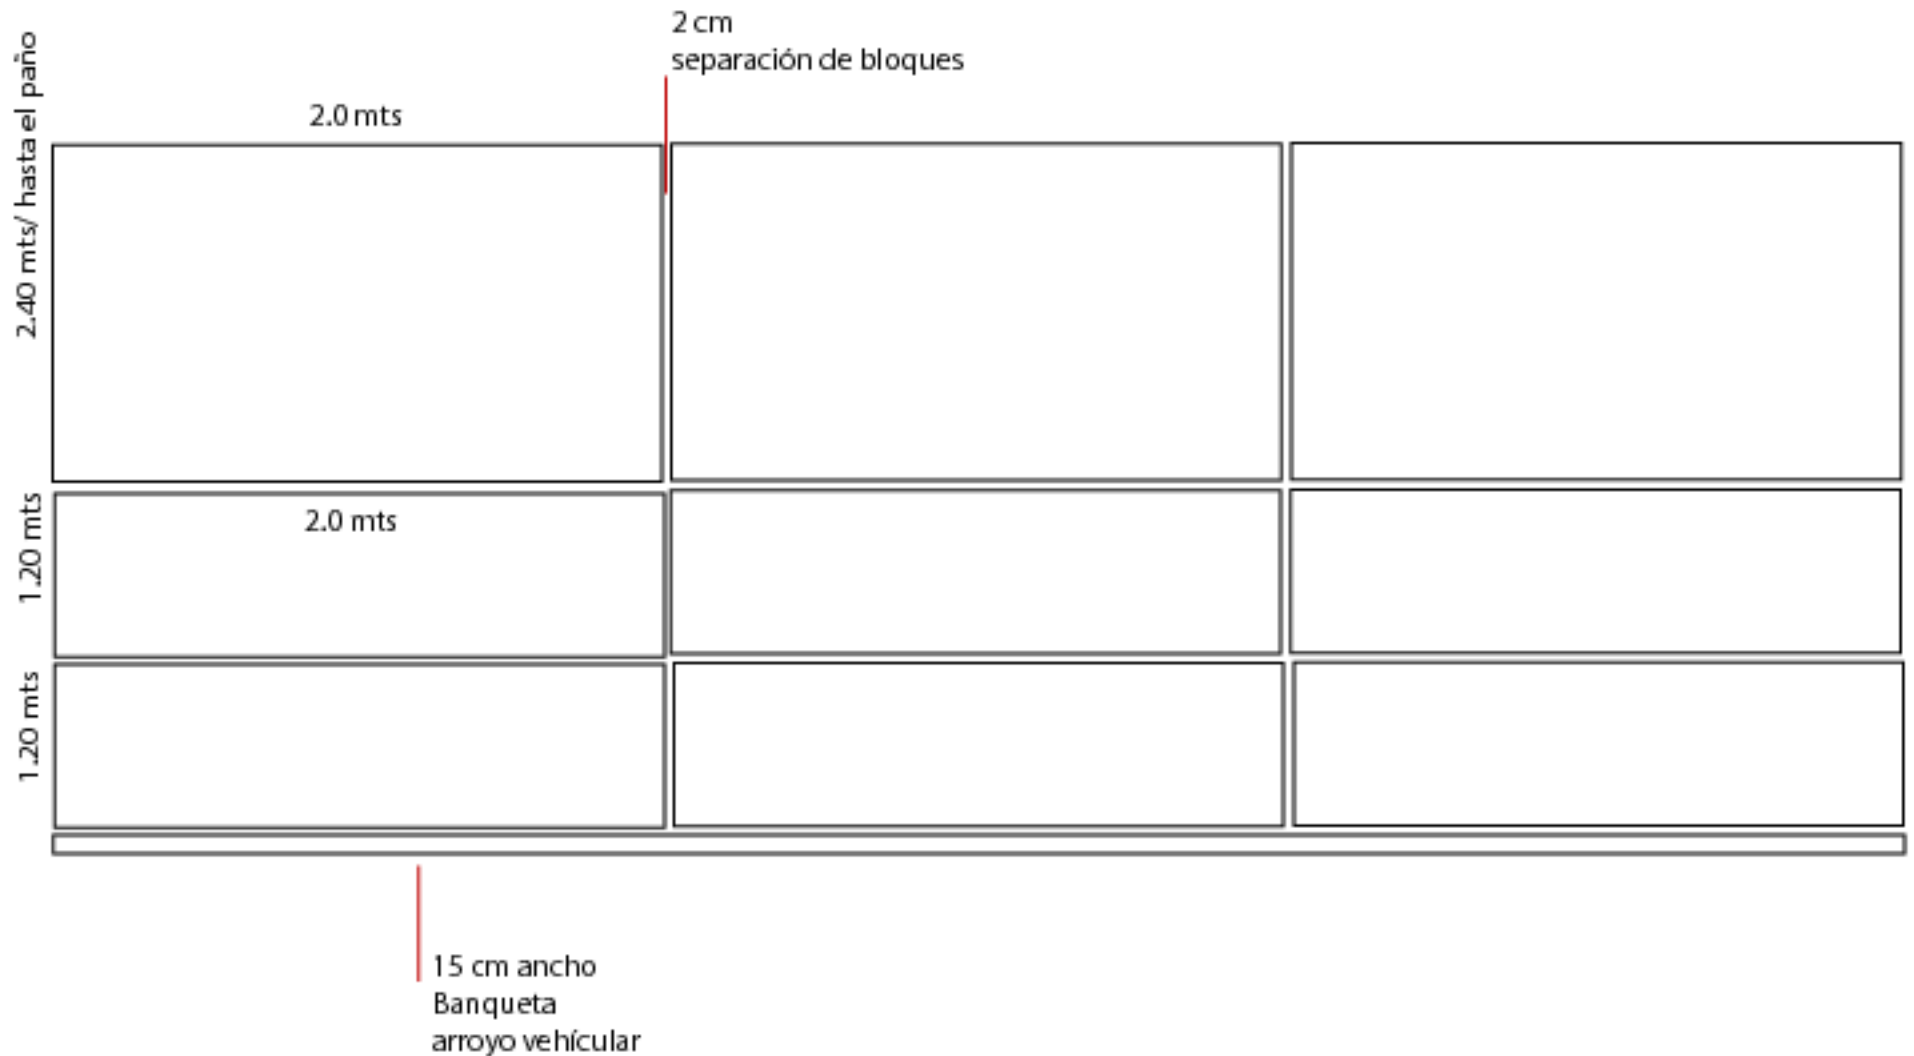 2 cm
separación de bloques
2.0 mts
2.40 mts/ hasta el paño
2.0 mts
1.20 mts
1.20 mts
15 cm ancho
Banqueta
arroyo vehícular